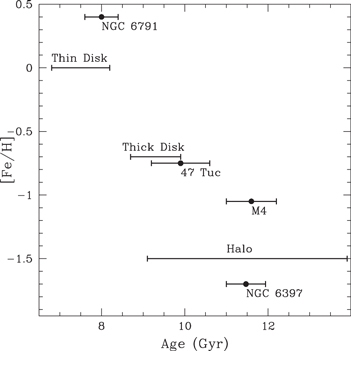 0.5
NGC 6791
Thin Disk
0
−0.5
Thick Disk
47 Tuc
−1
M4
Halo
−1.5
NGC 6397
[Fe/H]
8
10
12
Age (Gyr)